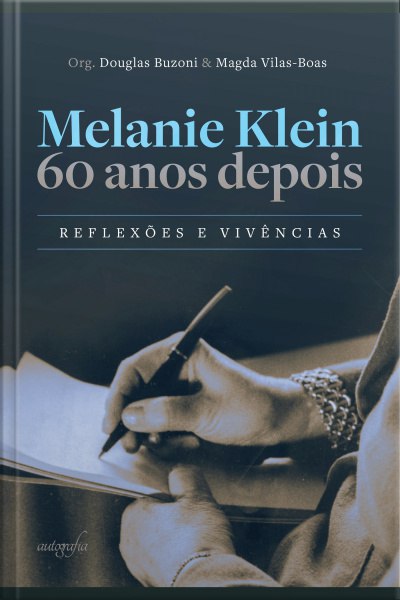 Org. Douglas Buzoni & Magda Vilas-Boas
Melanie Klein
60 anos depois
REFLEXÕES E VIVÊNCIAS
autografia